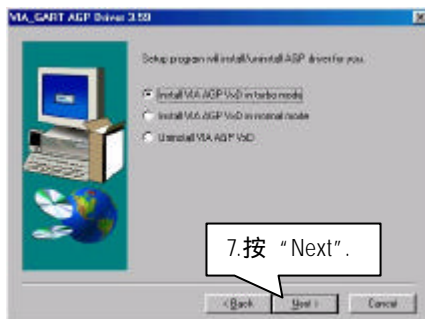 VIA_GART AGP Driver 3.59
Setup program will install/uninstall AGP driver for you.
Install VIA AGP VxD in turbo mode
Install VIA AGP VxD in normal mode
Uninstall VIA AGP VxD
7.按 “Next”.
< Back
Next >
Cancel